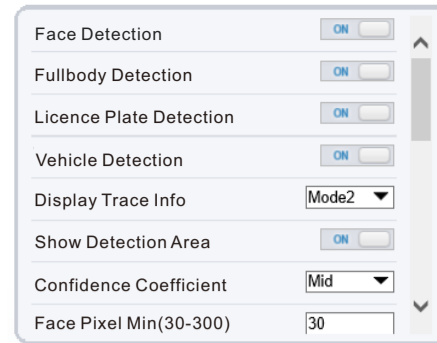 Face Detection ON
Fullbody Detection ON
Licence Plate Detection ON
Vehicle Detection ON
Display Trace Info Mode2
Show Detection Area ON
Confidence Coefficient Mid
Face Pixel Min(30-300) 30